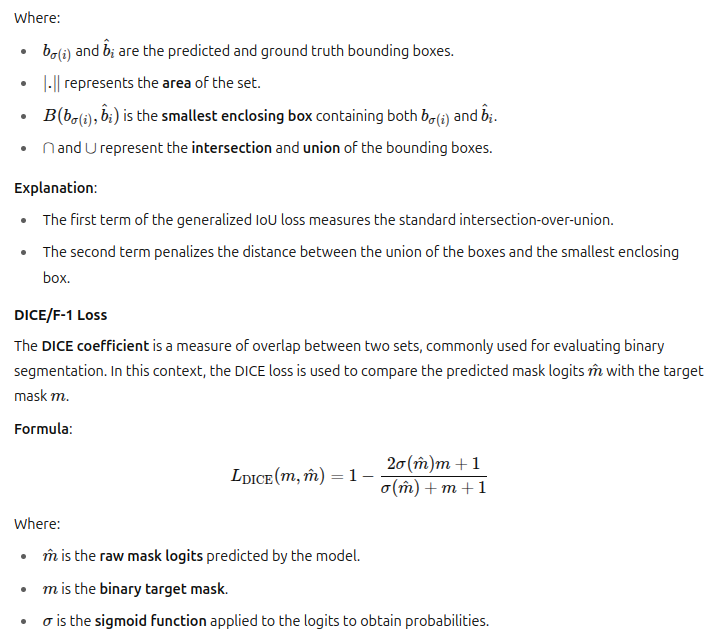 Where:
• b_{σ(i)} and b̂_i are the predicted and ground truth bounding boxes.
• |.|| represents the area of the set.
• B(b_{σ(i)}, b̂_i) is the smallest enclosing box containing both b_{σ(i)} and b̂_i.
• ∩ and ∪ represent the intersection and union of the bounding boxes.
Explanation:
• The first term of the generalized IoU loss measures the standard intersection-over-union.
• The second term penalizes the distance between the union of the boxes and the smallest enclosing
box.
DICE/F-1 Loss
The DICE coefficient is a measure of overlap between two sets, commonly used for evaluating binary
segmentation. In this context, the DICE loss is used to compare the predicted mask logits m̂ with the target
mask m.
Formula:
L_{DICE}(m, m̂) = 1 − \frac{2σ(m̂)m + 1}{σ(m̂) + m + 1}
Where:
• m̂ is the raw mask logits predicted by the model.
• m is the binary target mask.
• σ is the sigmoid function applied to the logits to obtain probabilities.